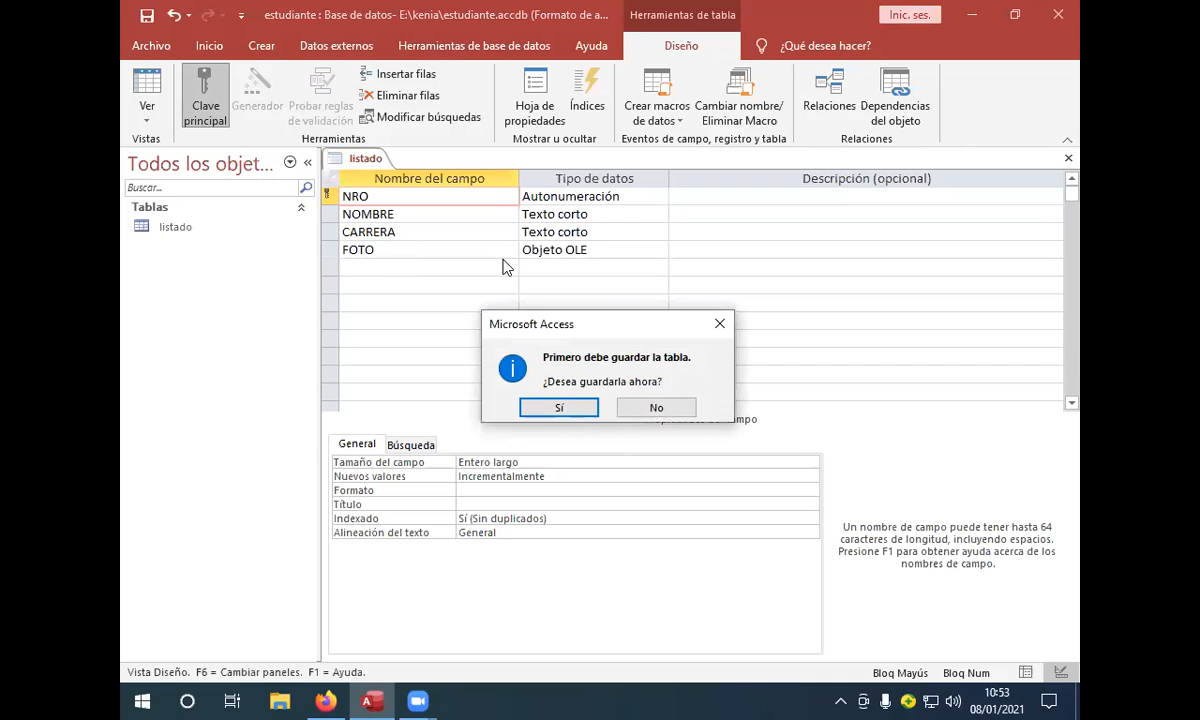 estudiante : Base de datos- E:\kenia\estudiante.accdb (Formato de a...
Herramientas de tabla
Inic. ses.
Archivo
Inicio
Crear
Datos externos
Herramientas de base de datos
Ayuda
Diseño
¿Qué desea hacer?
Ver
Clave principal
Generador
Probar reglas de validación
Insertar filas
Eliminar filas
Modificar búsquedas
Hoja de propiedades
Índices
Crear macros de datos
Cambiar nombre/ Eliminar Macro
Relaciones
Dependencias del objeto
Vistas
Herramientas
Mostrar u ocultar
Eventos de campo, registro y tabla
Relaciones
Todos los objet...
Buscar...
Tablas
listado
listado
Nombre del campo
Tipo de datos
Descripción (opcional)
NRO
Autonumeración
NOMBRE
Texto corto
CARRERA
Texto corto
FOTO
Objeto OLE
Microsoft Access
Primero debe guardar la tabla.
¿Desea guardarla ahora?
Sí
No
General
Búsqueda
Tamaño del campo
Entero largo
Nuevos valores
Incrementalmente
Formato
Título
Indexado
Sí (Sin duplicados)
Alineación del texto
General
Un nombre de campo puede tener hasta 64
caracteres de longitud, incluyendo espacios.
Presione F1 para obtener ayuda acerca de los
nombres de campo.
Vista Diseño. F6 = Cambiar paneles. F1 = Ayuda.
Bloq Mayús
Bloq Num
10:53
08/01/2021